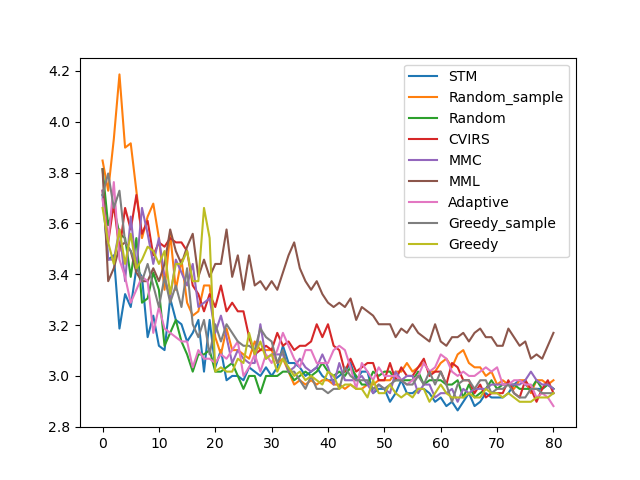 4.2
4.0
3.8
3.6
3.4
3.2
3.0
2.8
0 10 20 30 40 50 60 70 80
STM
Random_sample
Random
CVIRS
MMC
MML
Adaptive
Greedy_sample
Greedy